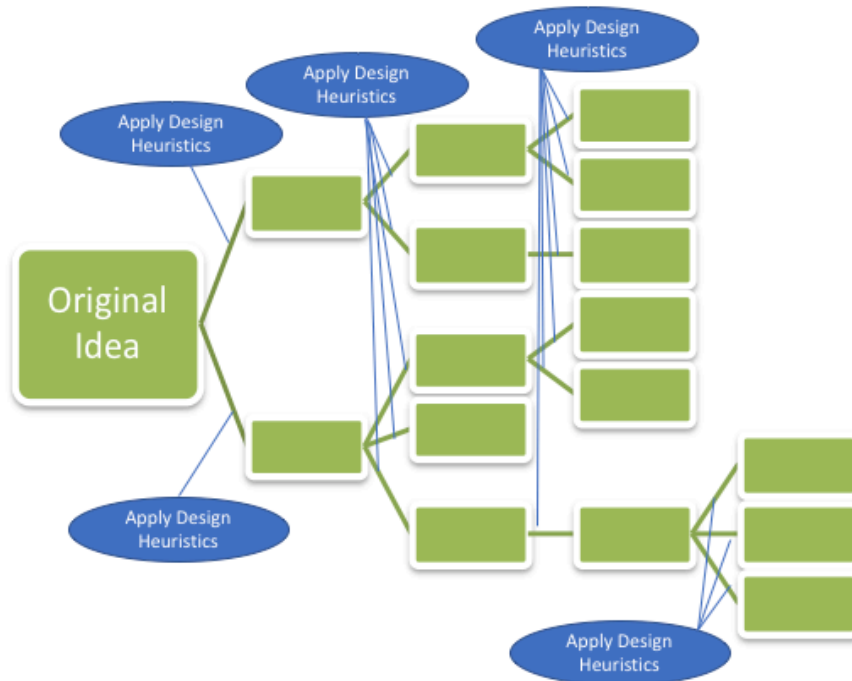 Apply Design
Heuristics
Apply Design
Heuristics
Apply Design
Heuristics
Original
Idea
Apply Design
Heuristics
Apply Design
Heuristics